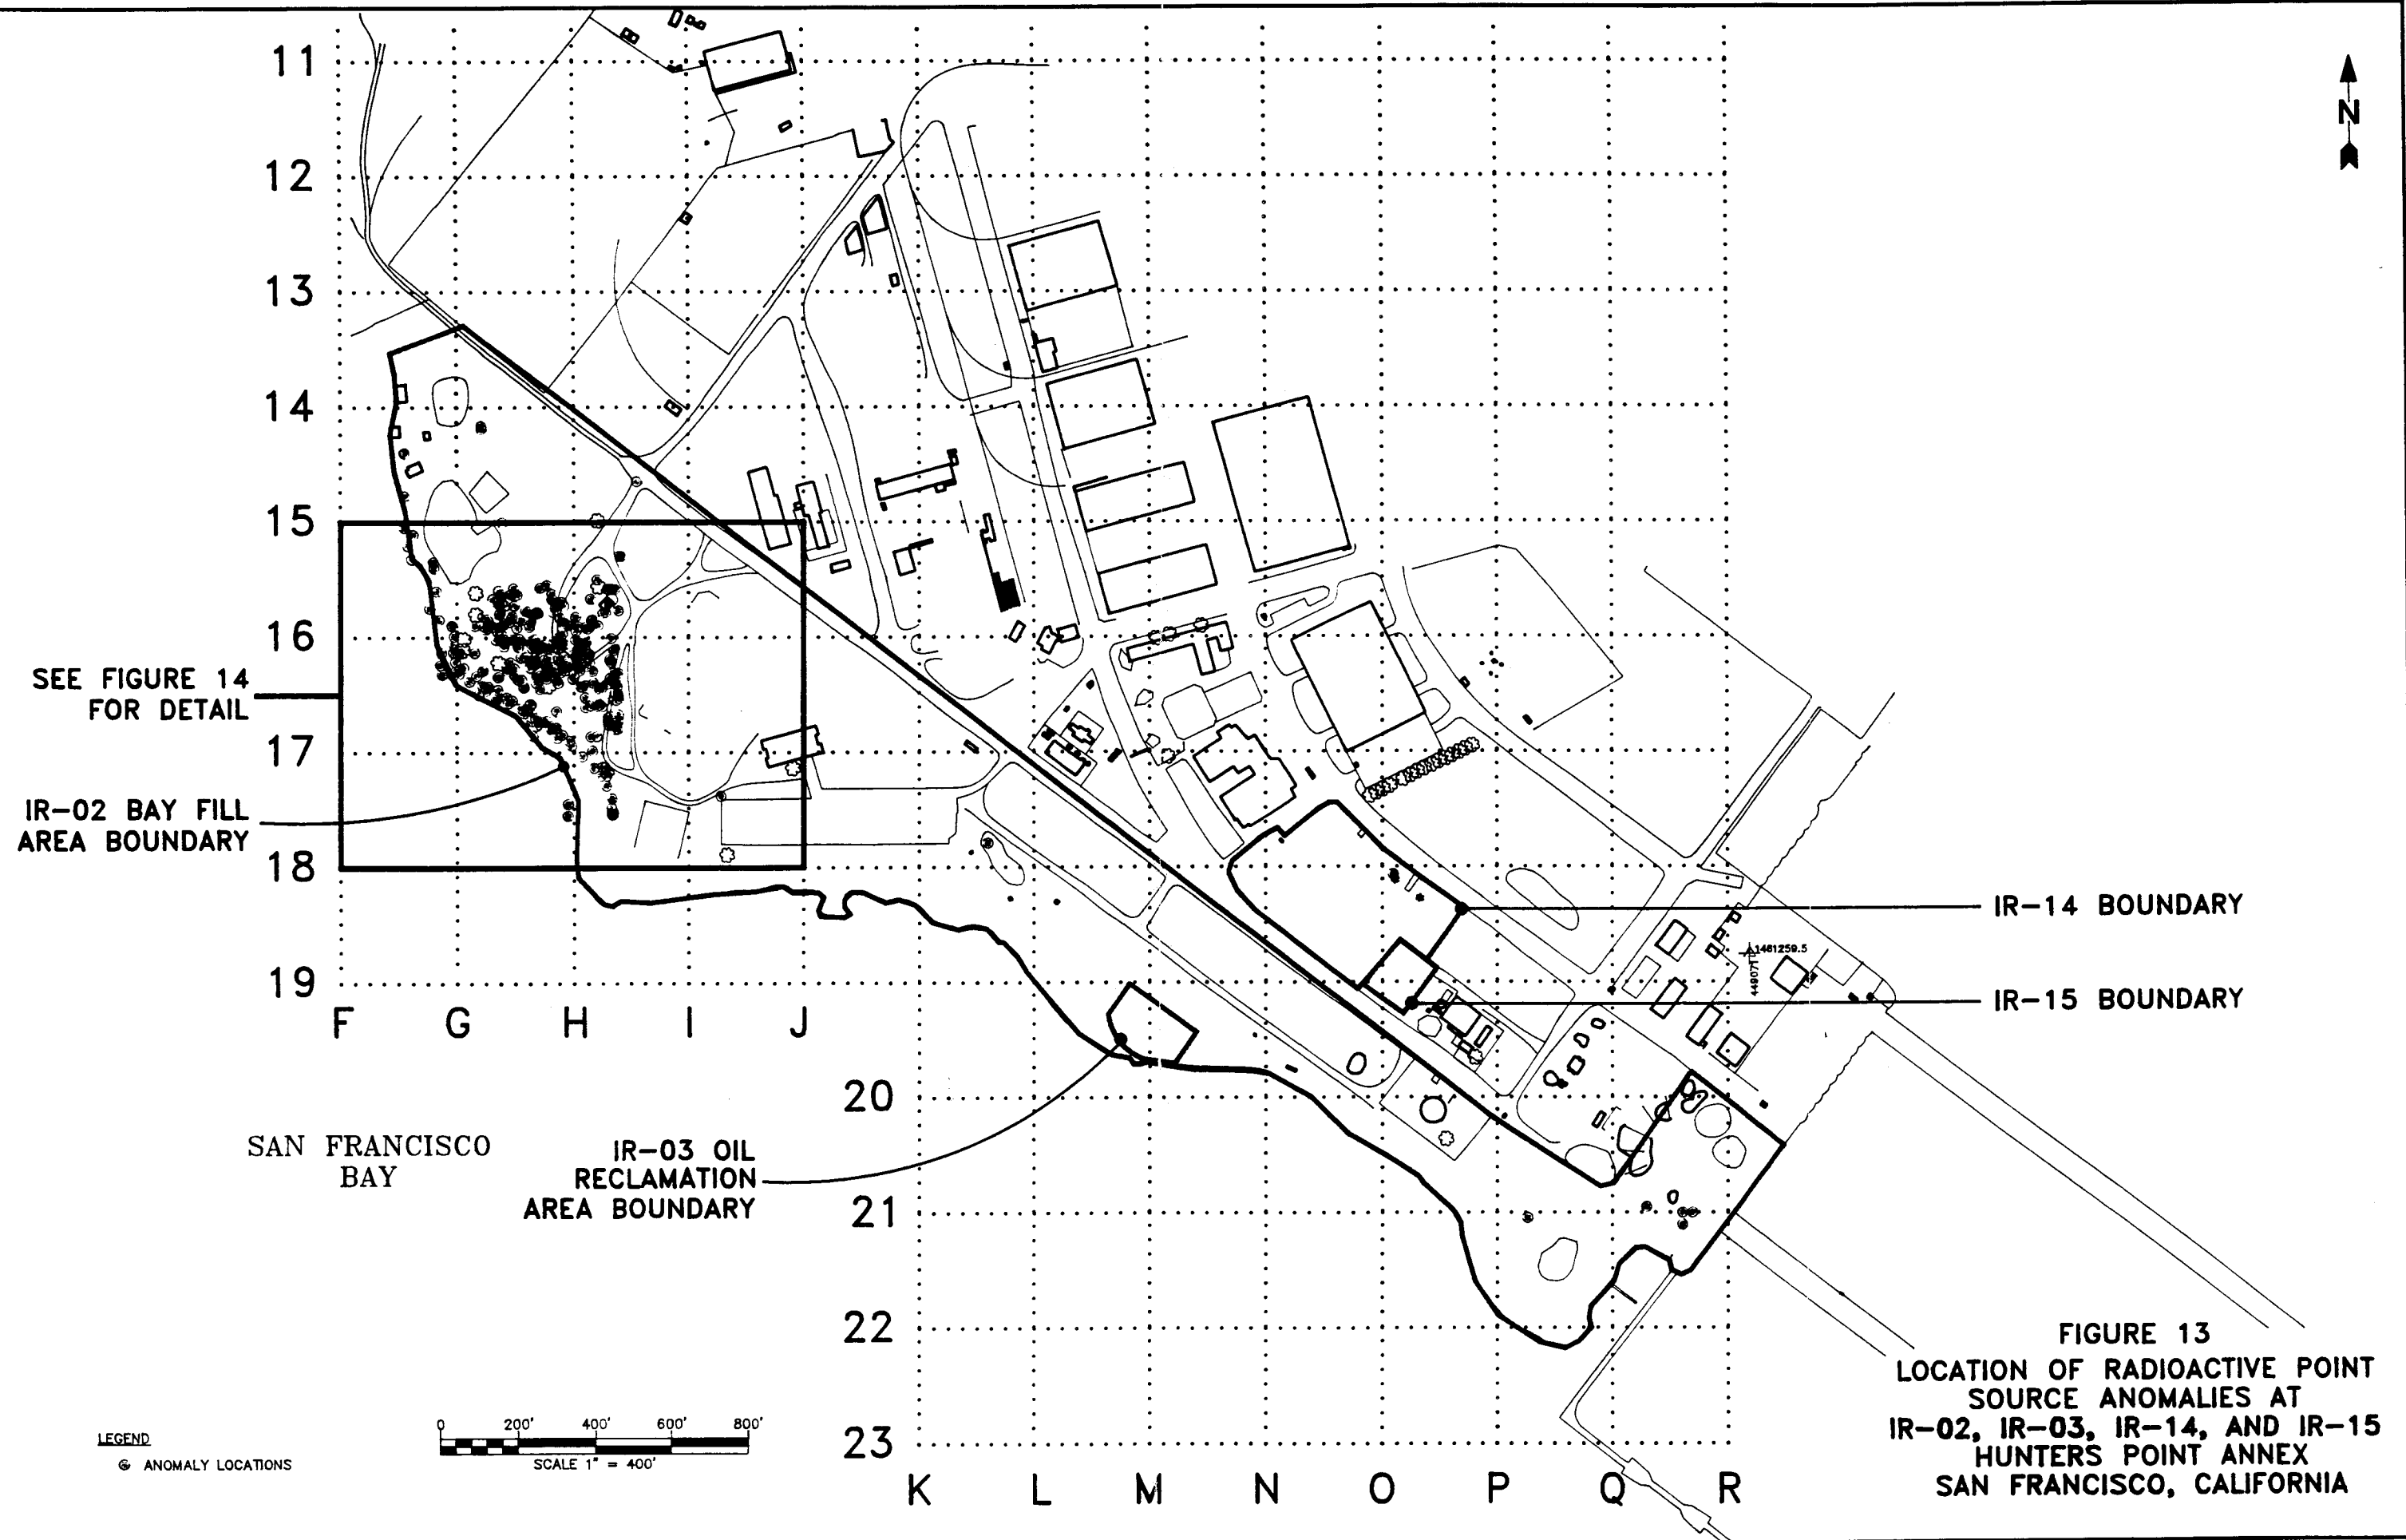 11
12
13
14
15
16
17
18
19
F G H I J
20
21
22
23
K L M N O P Q R
N
SEE FIGURE 14
FOR DETAIL
IR-02 BAY FILL
AREA BOUNDARY
IR-14 BOUNDARY
1461259.5
449071
IR-15 BOUNDARY
SAN FRANCISCO
BAY
IR-03 OIL
RECLAMATION
AREA BOUNDARY
LEGEND
ANOMALY LOCATIONS
0 200' 400' 600' 800'
SCALE 1" = 400'
FIGURE 13
LOCATION OF RADIOACTIVE POINT
SOURCE ANOMALIES AT
IR-02, IR-03, IR-14, AND IR-15
HUNTERS POINT ANNEX
SAN FRANCISCO, CALIFORNIA